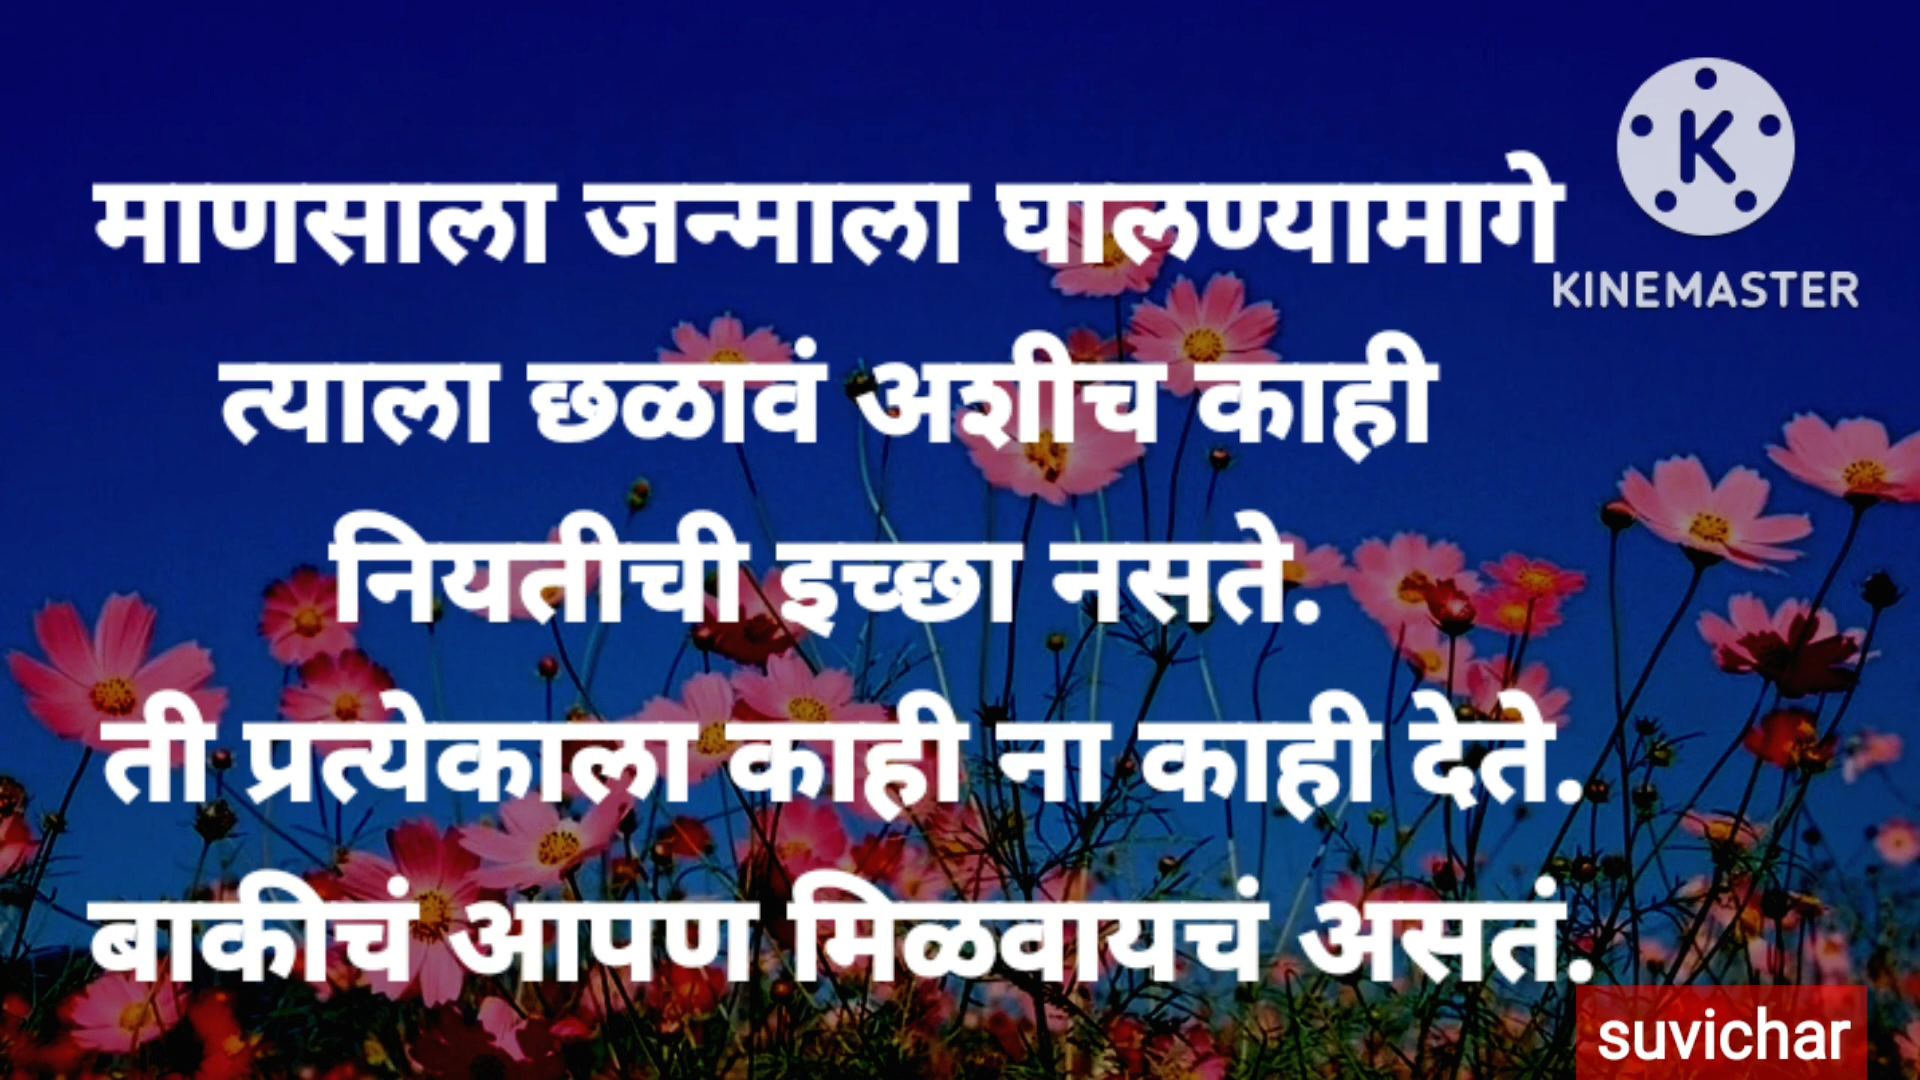 माणसाला जन्माला घालण्यामागे
KINEMASTER
त्याला छळावं अशीच काही
नियतीची इच्छा नसते.
ती प्रत्येकाला काही ना काही देते.
बाकीचं आपण मिळवायचं असतं.
suvichar